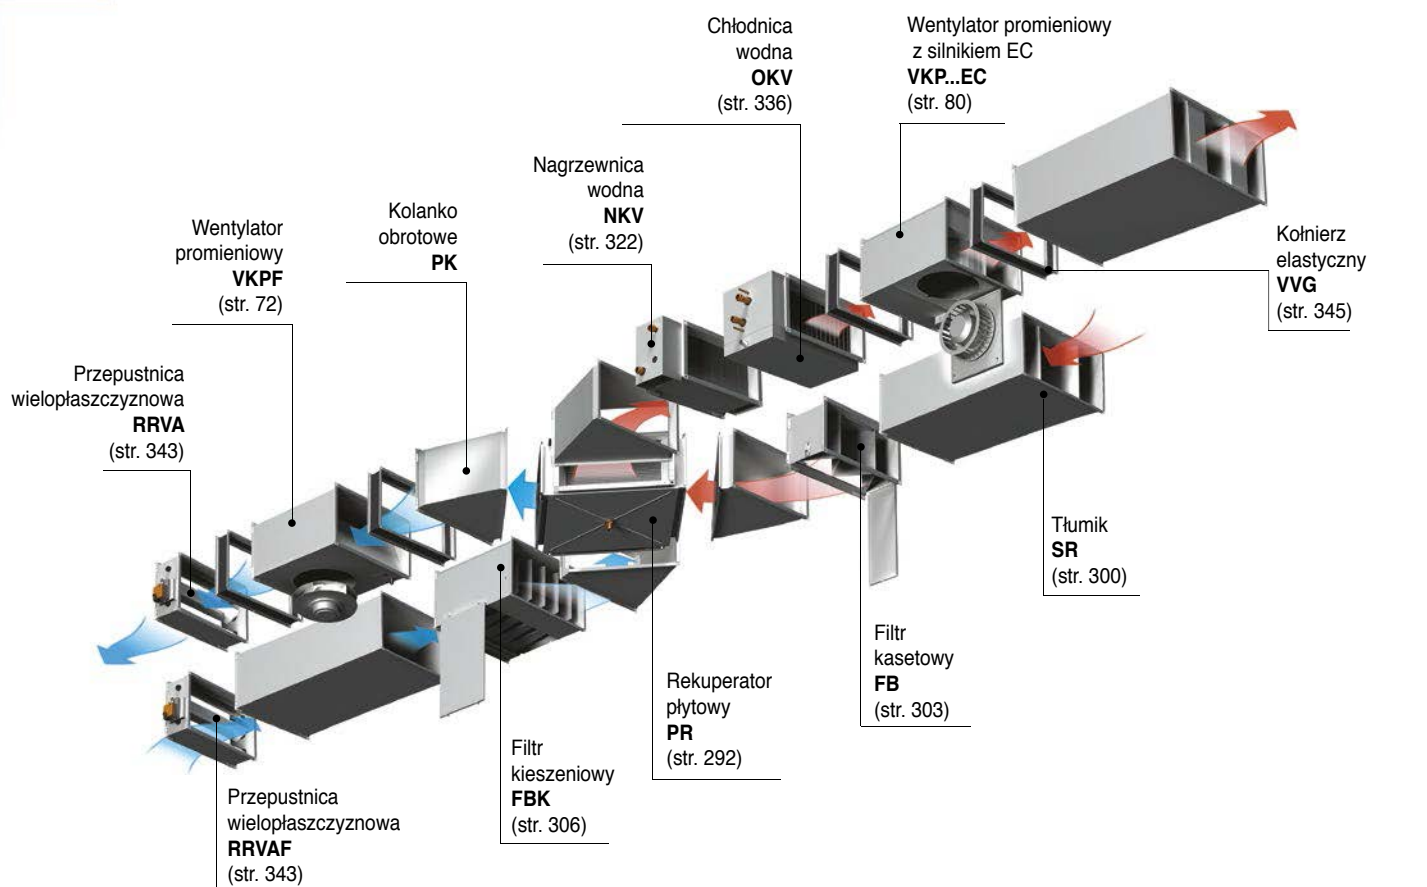 Chłodnica
wodna
OKV
(str. 336)
Wentylator promieniowy
z silnikiem EC
VKP...EC
(str. 80)
Nagrzewnica
wodna
NKV
(str. 322)
Kolanko
obrotowe
PK
Wentylator
promieniowy
VKPF
(str. 72)
Kołnierz
elastyczny
VVG
(str. 345)
Przepustnica
wielopłaszczyznowa
RRVA
(str. 343)
Tłumik
SR
(str. 300)
Filtr
kasetowy
FB
(str. 303)
Rekuperator
płytowy
PR
(str. 292)
Filtr
kieszeniowy
FBK
(str. 306)
Przepustnica
wielopłaszczyznowa
RRVAF
(str. 343)